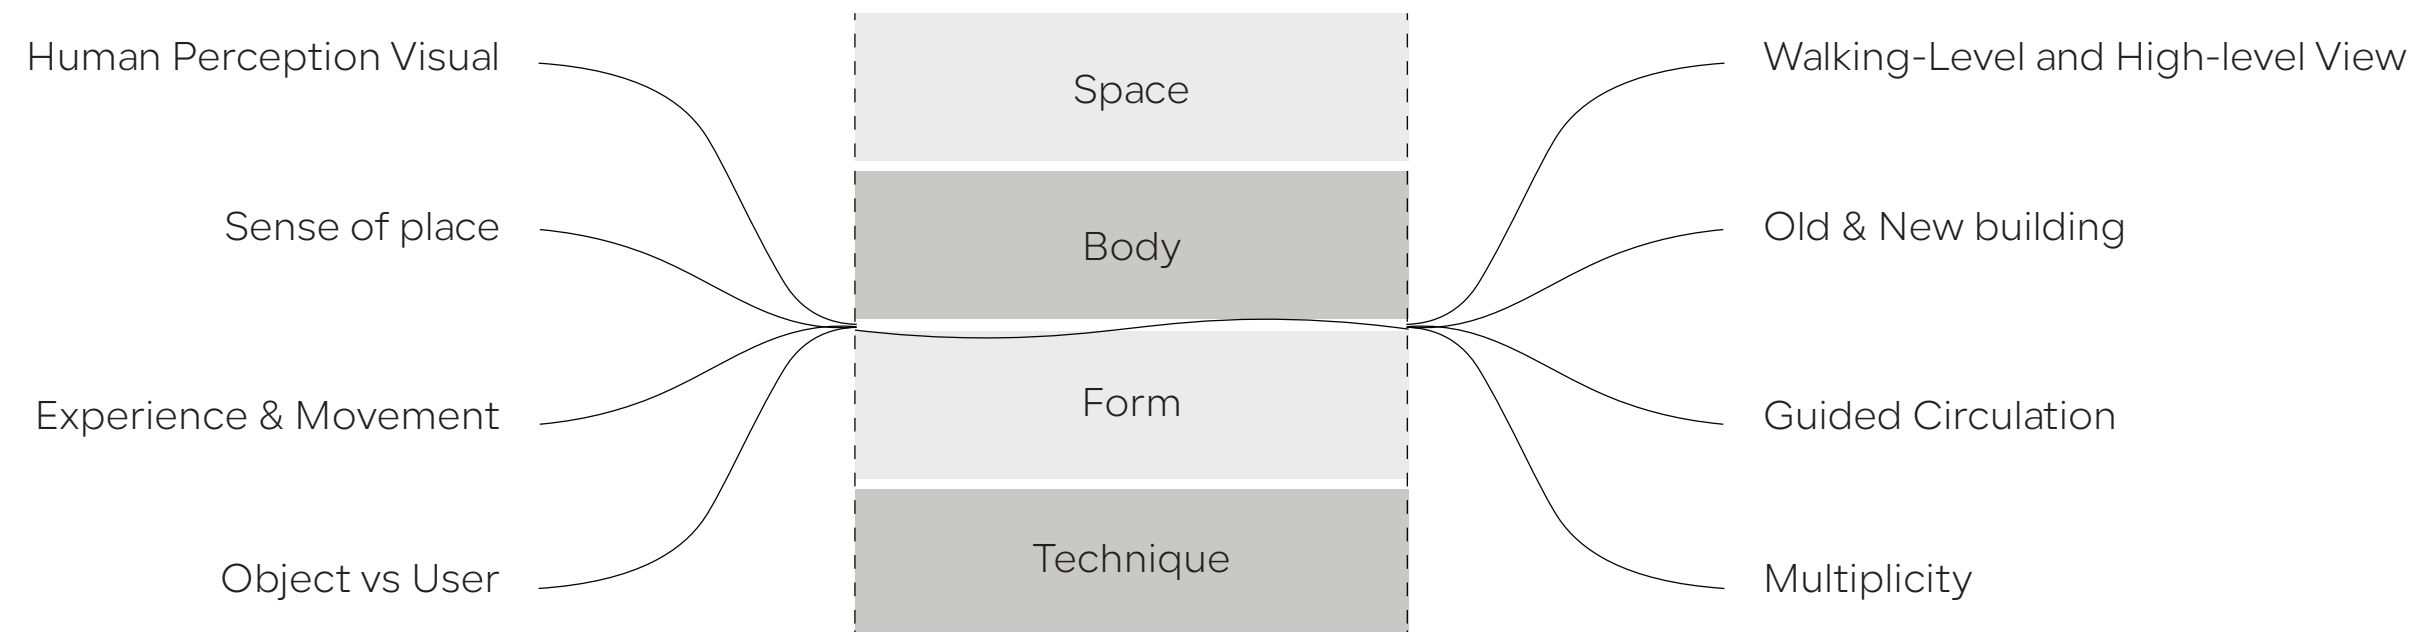 Human Perception Visual
Sense of place
Experience & Movement
Object vs User
Space
Body
Form
Technique
Walking-Level and High-level View
Old & New building
Guided Circulation
Multiplicity